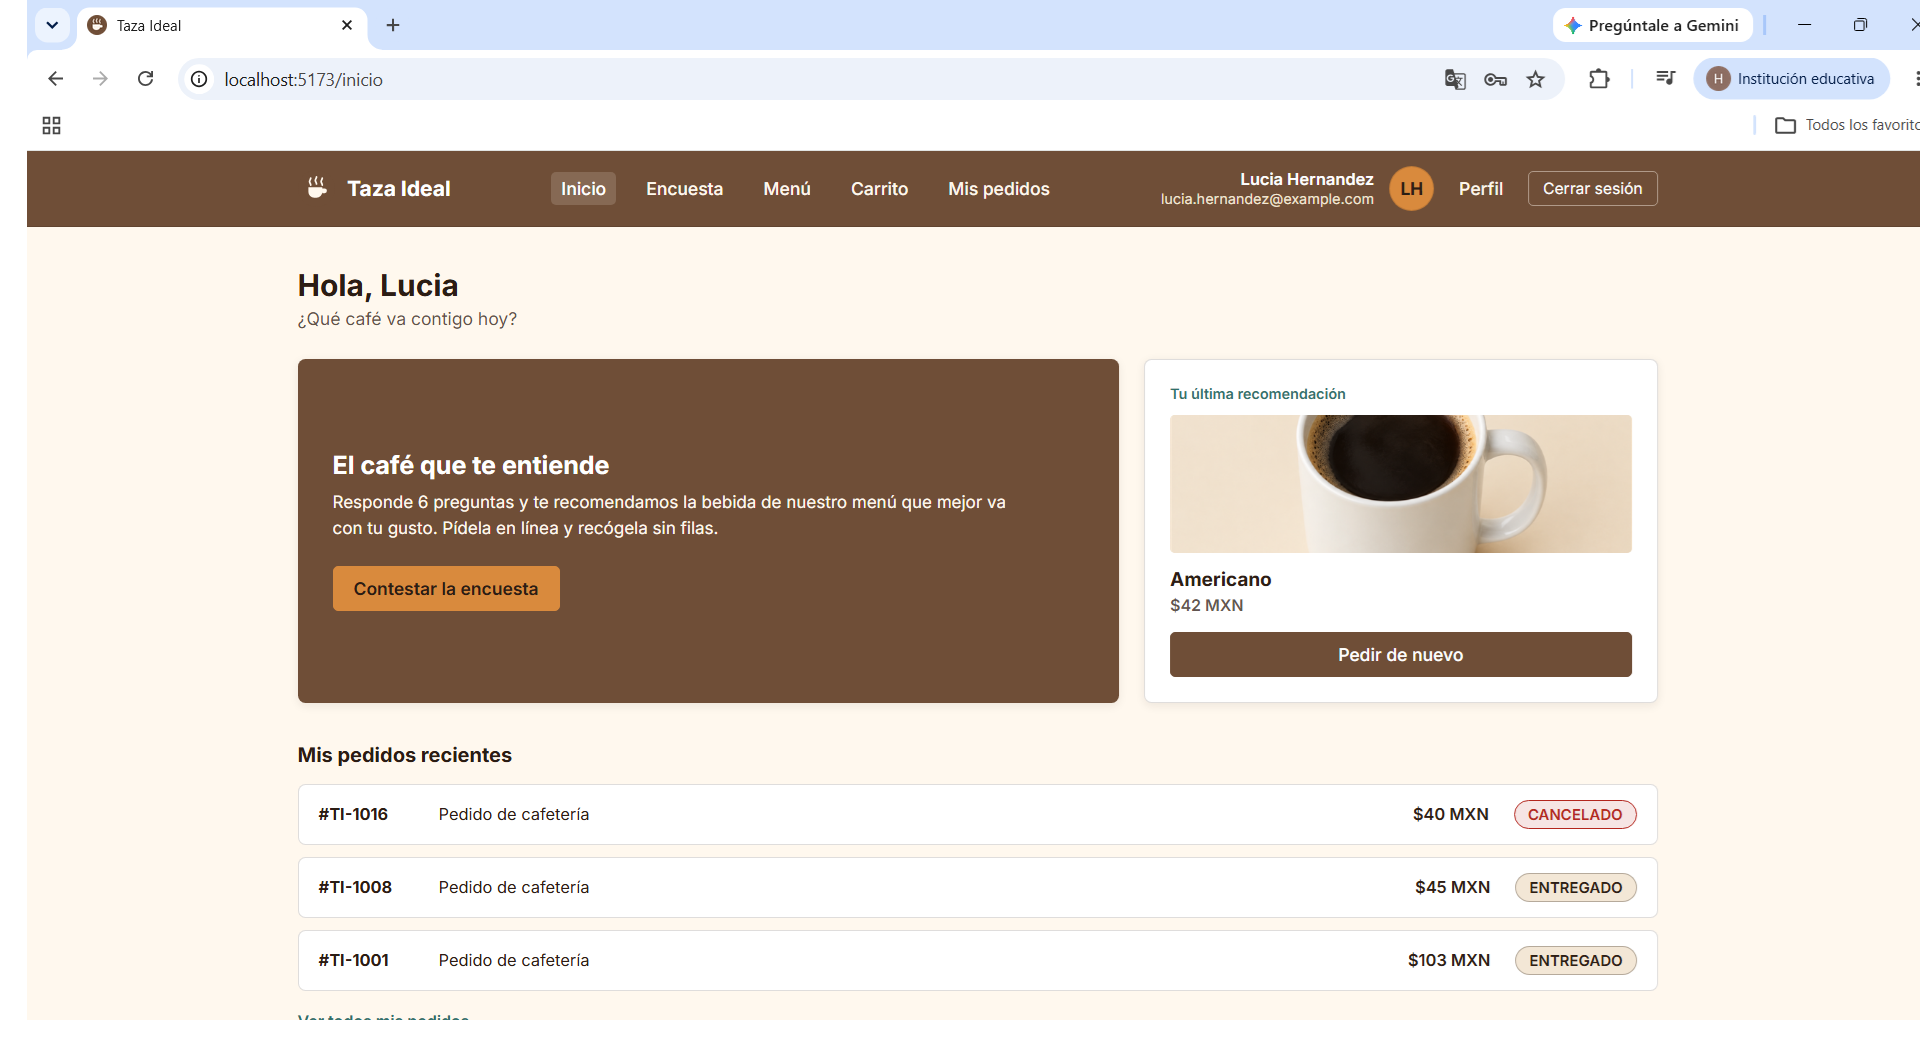 Taza Ideal
Pregúntale a Gemini
localhost:5173/inicio
H
Institución educativa
Todos los favorito
Taza Ideal
Inicio
Encuesta
Menú
Carrito
Mis pedidos
Lucia Hernandez
lucia.hernandez@example.com
LH
Perfil
Cerrar sesión
Hola, Lucia
¿Qué café va contigo hoy?
El café que te entiende
Responde 6 preguntas y te recomendamos la bebida de nuestro menú que mejor va
con tu gusto. Pídela en línea y recógela sin filas.
Contestar la encuesta
Tu última recomendación
Americano
$42 MXN
Pedir de nuevo
Mis pedidos recientes
#TI-1016 Pedido de cafetería $40 MXN CANCELADO
#TI-1008 Pedido de cafetería $45 MXN ENTREGADO
#TI-1001 Pedido de cafetería $103 MXN ENTREGADO
Ver todos mis pedidos